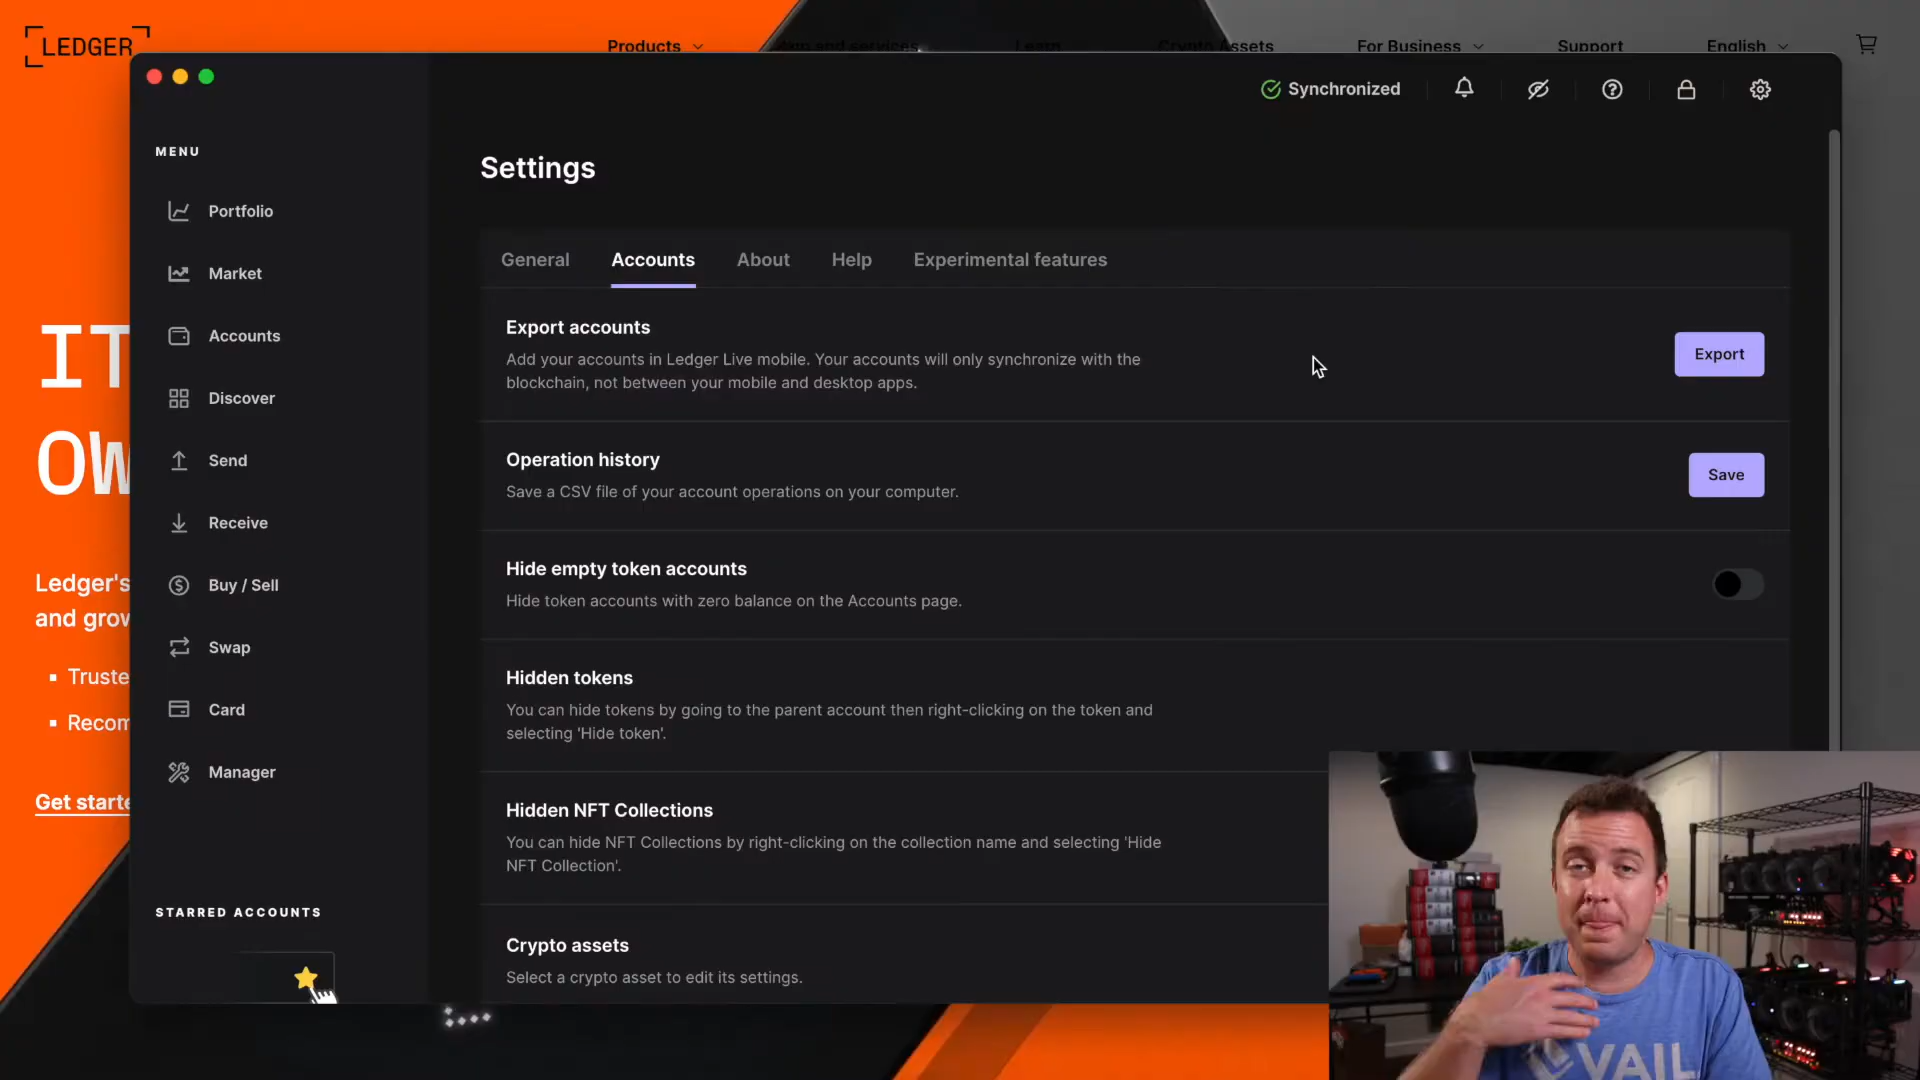 LEDGER
Products
Crypto Assets
For Business
Support
English
Synchronized
MENU
Portfolio
Market
Accounts
Discover
Send
Receive
Buy / Sell
Swap
Card
Manager
STARRED ACCOUNTS
Settings
General
Accounts
About
Help
Experimental features
Export accounts
Add your accounts in Ledger Live mobile. Your accounts will only synchronize with the
blockchain, not between your mobile and desktop apps.
Export
Operation history
Save a CSV file of your account operations on your computer.
Save
Hide empty token accounts
Hide token accounts with zero balance on the Accounts page.
Hidden tokens
You can hide tokens by going to the parent account then right-clicking on the token and
selecting 'Hide token'.
Hidden NFT Collections
You can hide NFT Collections by right-clicking on the collection name and selecting 'Hide
NFT Collection'.
Crypto assets
Select a crypto asset to edit its settings.
IT
OW
Ledger's
and grow
Truste
Recom
Get starte
VAIL